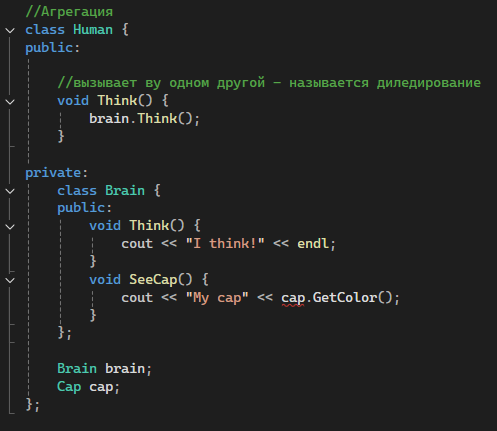 //Агрегация
class Human {
public:
//вызывает ву одном другой — называется диледирование
void Think() {
brain.Think();
}
private:
class Brain {
public:
void Think() {
cout << "I think!" << endl;
}
void SeeCap() {
cout << "My cap" << cap.GetColor();
}
};
Brain brain;
Cap cap;
};